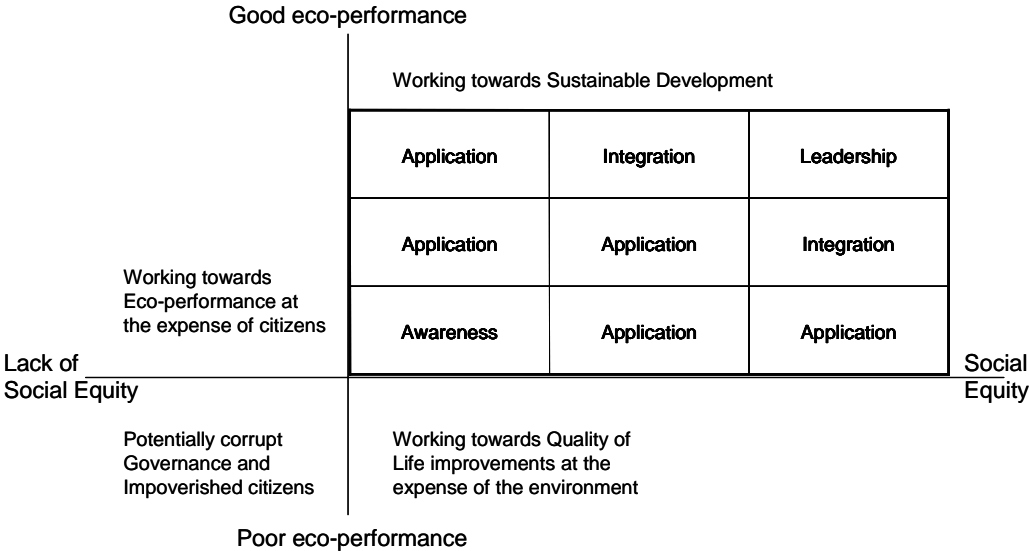 Good eco-performance
Working towards Sustainable Development
Application
Integration
Leadership
Application
Application
Integration
Working towards
Eco-performance at
the expense of citizens
Awareness
Application
Application
Lack of
Social Equity
Social
Equity
Potentially corrupt
Governance and
Impoverished citizens
Working towards Quality of
Life improvements at the
expense of the environment
Poor eco-performance